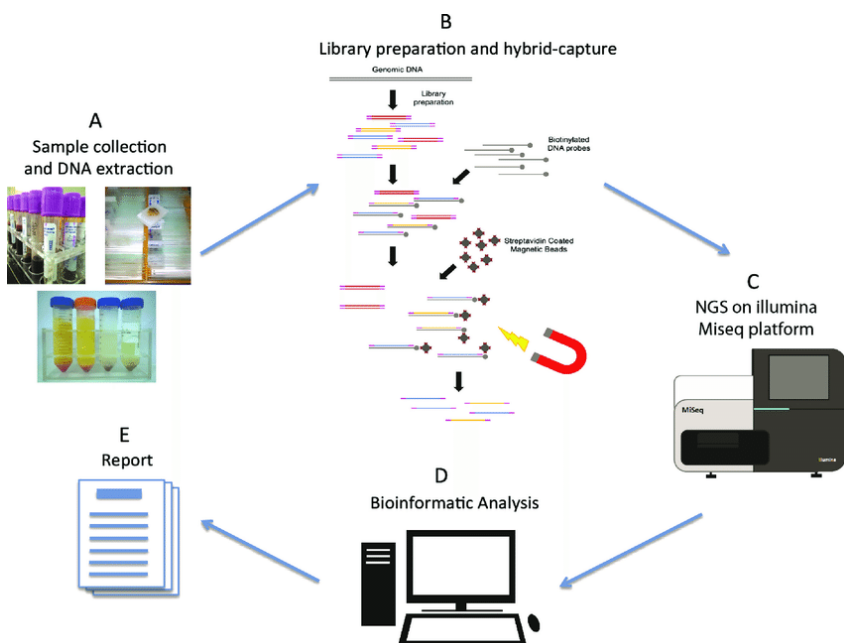 A
Sample collection
and DNA extraction
B
Library preparation and hybrid-capture
Genomic DNA
Library
preparation
Biotinylated
DNA probes
Streptavidin Coated
Magnetic Beads
C
NGS on illumina
Miseq platform
MiSeq
illumina
D
Bioinformatic Analysis
E
Report